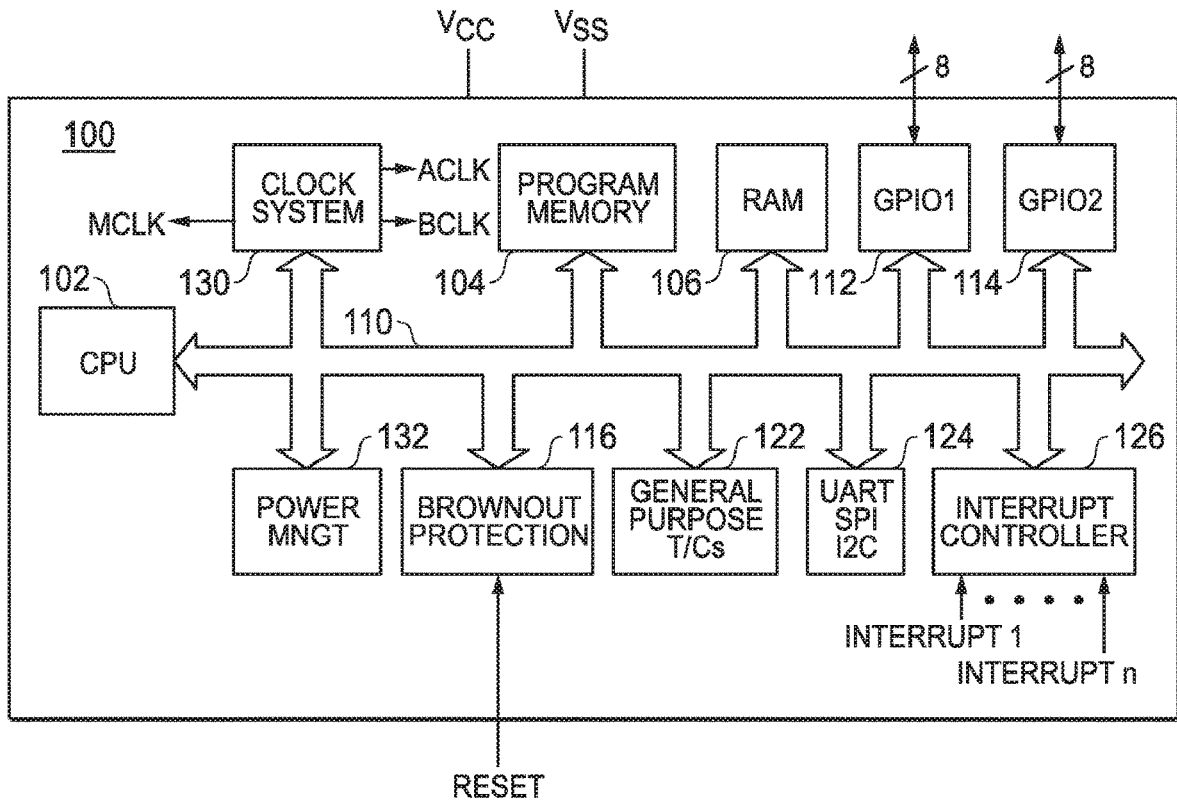 VCC
VSS
8
8
100
CLOCK
SYSTEM
ACLK
BCLK
MCLK
130
PROGRAM
MEMORY
104
RAM
106
GPIO1
112
GPIO2
114
102
CPU
110
132
POWER
MNGT
116
BROWNOUT
PROTECTION
122
GENERAL
PURPOSE
T/Cs
124
UART
SPI
I2C
126
INTERRUPT
CONTROLLER
INTERRUPT 1
INTERRUPT n
RESET